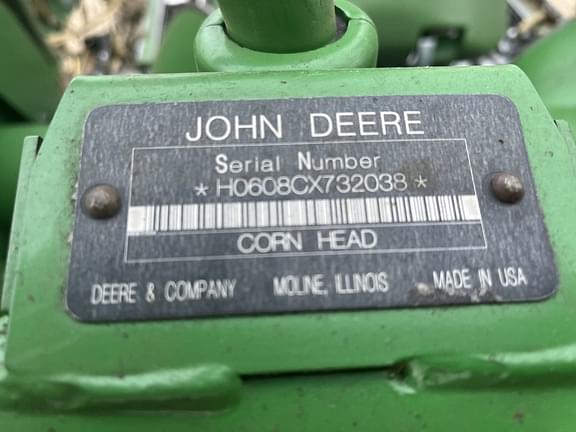 JOHN DEERE
Serial Number
*H0608CX732038*
CORN HEAD
DEERE & COMPANY MOLINE, ILLINOIS MADE IN USA